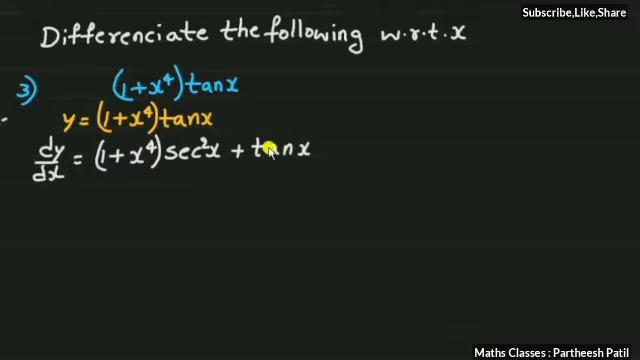 Subscribe,Like,Share
Differenciate the following w.r.t.x
3) (1+x⁴)tanx
y = (1+x⁴)tanx
dy/dx = (1+x⁴)sec²x + tanx
Maths Classes : Partheesh Patil